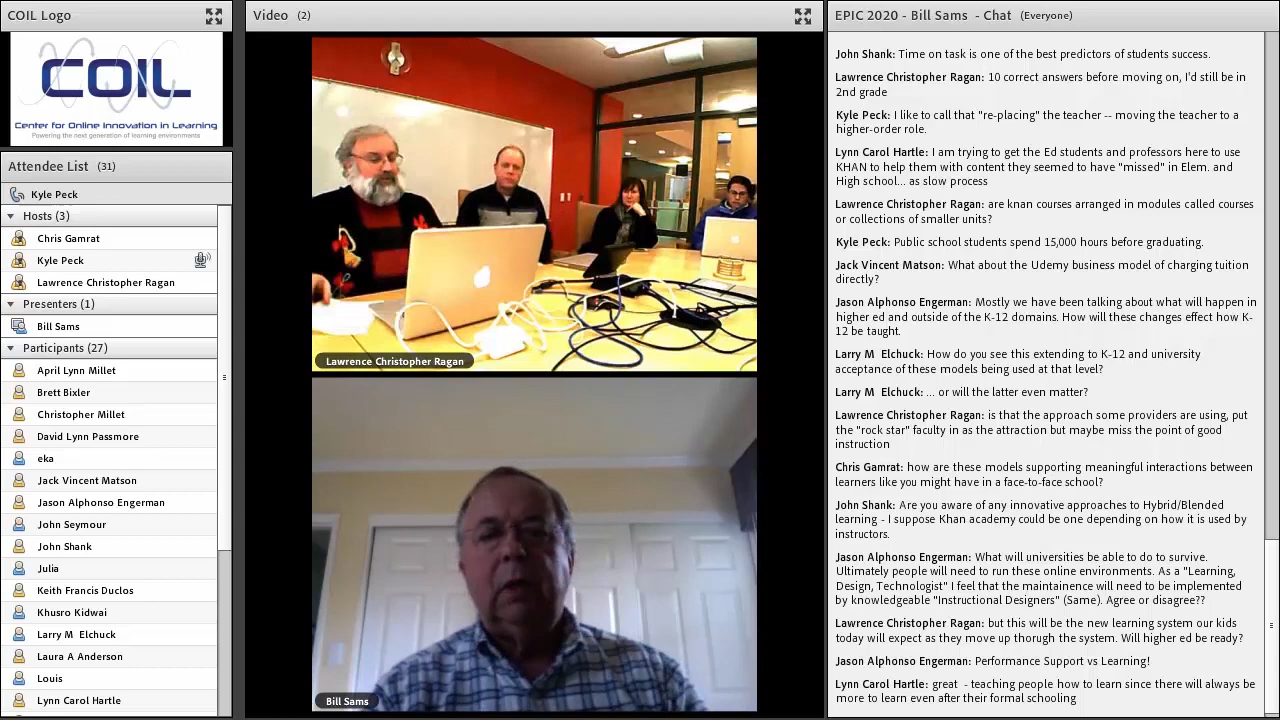 COIL Logo
COIL
Center for Online Innovation in Learning
Powering the next generation of learning environments
Attendee List (31)
Kyle Peck
Hosts (3)
Chris Gamrat
Kyle Peck
Lawrence Christopher Ragan
Presenters (1)
Bill Sams
Participants (27)
April Lynn Millet
Brett Bixler
Christopher Millet
David Lynn Passmore
eka
Jack Vincent Matson
Jason Alphonso Engerman
John Seymour
John Shank
Julia
Keith Francis Duclos
Khusro Kidwai
Larry M Elchuck
Laura A Anderson
Louis
Lynn Carol Hartle
Video (2)
Lawrence Christopher Ragan
Bill Sams
EPIC 2020 - Bill Sams - Chat (Everyone)
John Shank: Time on task is one of the best predictors of students success.
Lawrence Christopher Ragan: 10 correct answers before moving on, I'd still be in
2nd grade
Kyle Peck: I like to call that "re-placing" the teacher -- moving the teacher to a
higher level role.
Lynn Carol Hartle: I am trying to get the Ed students and professors here to use
KHAN to help them with content they seemed to have "missed" in Elem and
High school.. as slow process
Lawrence Christopher Ragan: are knan courses arranged in modules called courses
or collections of smaller units?
Kyle Peck: Public school students spend 15,000 hours before graduating.
Jack Vincent Matson: What about the Udemy business model of charging tuition
directly?
Jason Alphonso Engerman: Mostly we have been talking about what will happen in
higher ed and outside of the K-12 domains. How will these changes effect how K-
12 be taught.
Larry M Elchuck: How do you see the intersection of K-12 and university
acceptance of these models being used at that level?
Larry M Elchuck: ... or will the latter even matter?
Lawrence Christopher Ragan: is that the approach some providers are using, put
the "rock star" faculty in as the attraction but maybe miss the point of good
instruction
Chris Gamrat: how are these models supporting meaningful interactions between
learners like you might have in a face-to-face school?
John Shank: Are you aware of any innovative approaches to Hybrid/Blended
learning - I suppose Khan academy could be one depending on how it is used by
instructors.
Jason Alphonso Engerman: What will universities be able to do to survive.
Ultimately people will need to run these online environments. As a "Learning,
Design, Technologist" I feel that the maintainence will need to be implemented
by knowledgeable "Instructional Designers" (Same). Agree or disagree??
Lawrence Christopher Ragan: but this will be the new learning system our kids
today will expect as they move up thorugh the system. Will higher ed be ready?
Jason Alphonso Engerman: Performance Support vs Learning!
Lynn Carol Hartle: great - teaching people how to learn since there will always be
more to learn even after their formal schooling